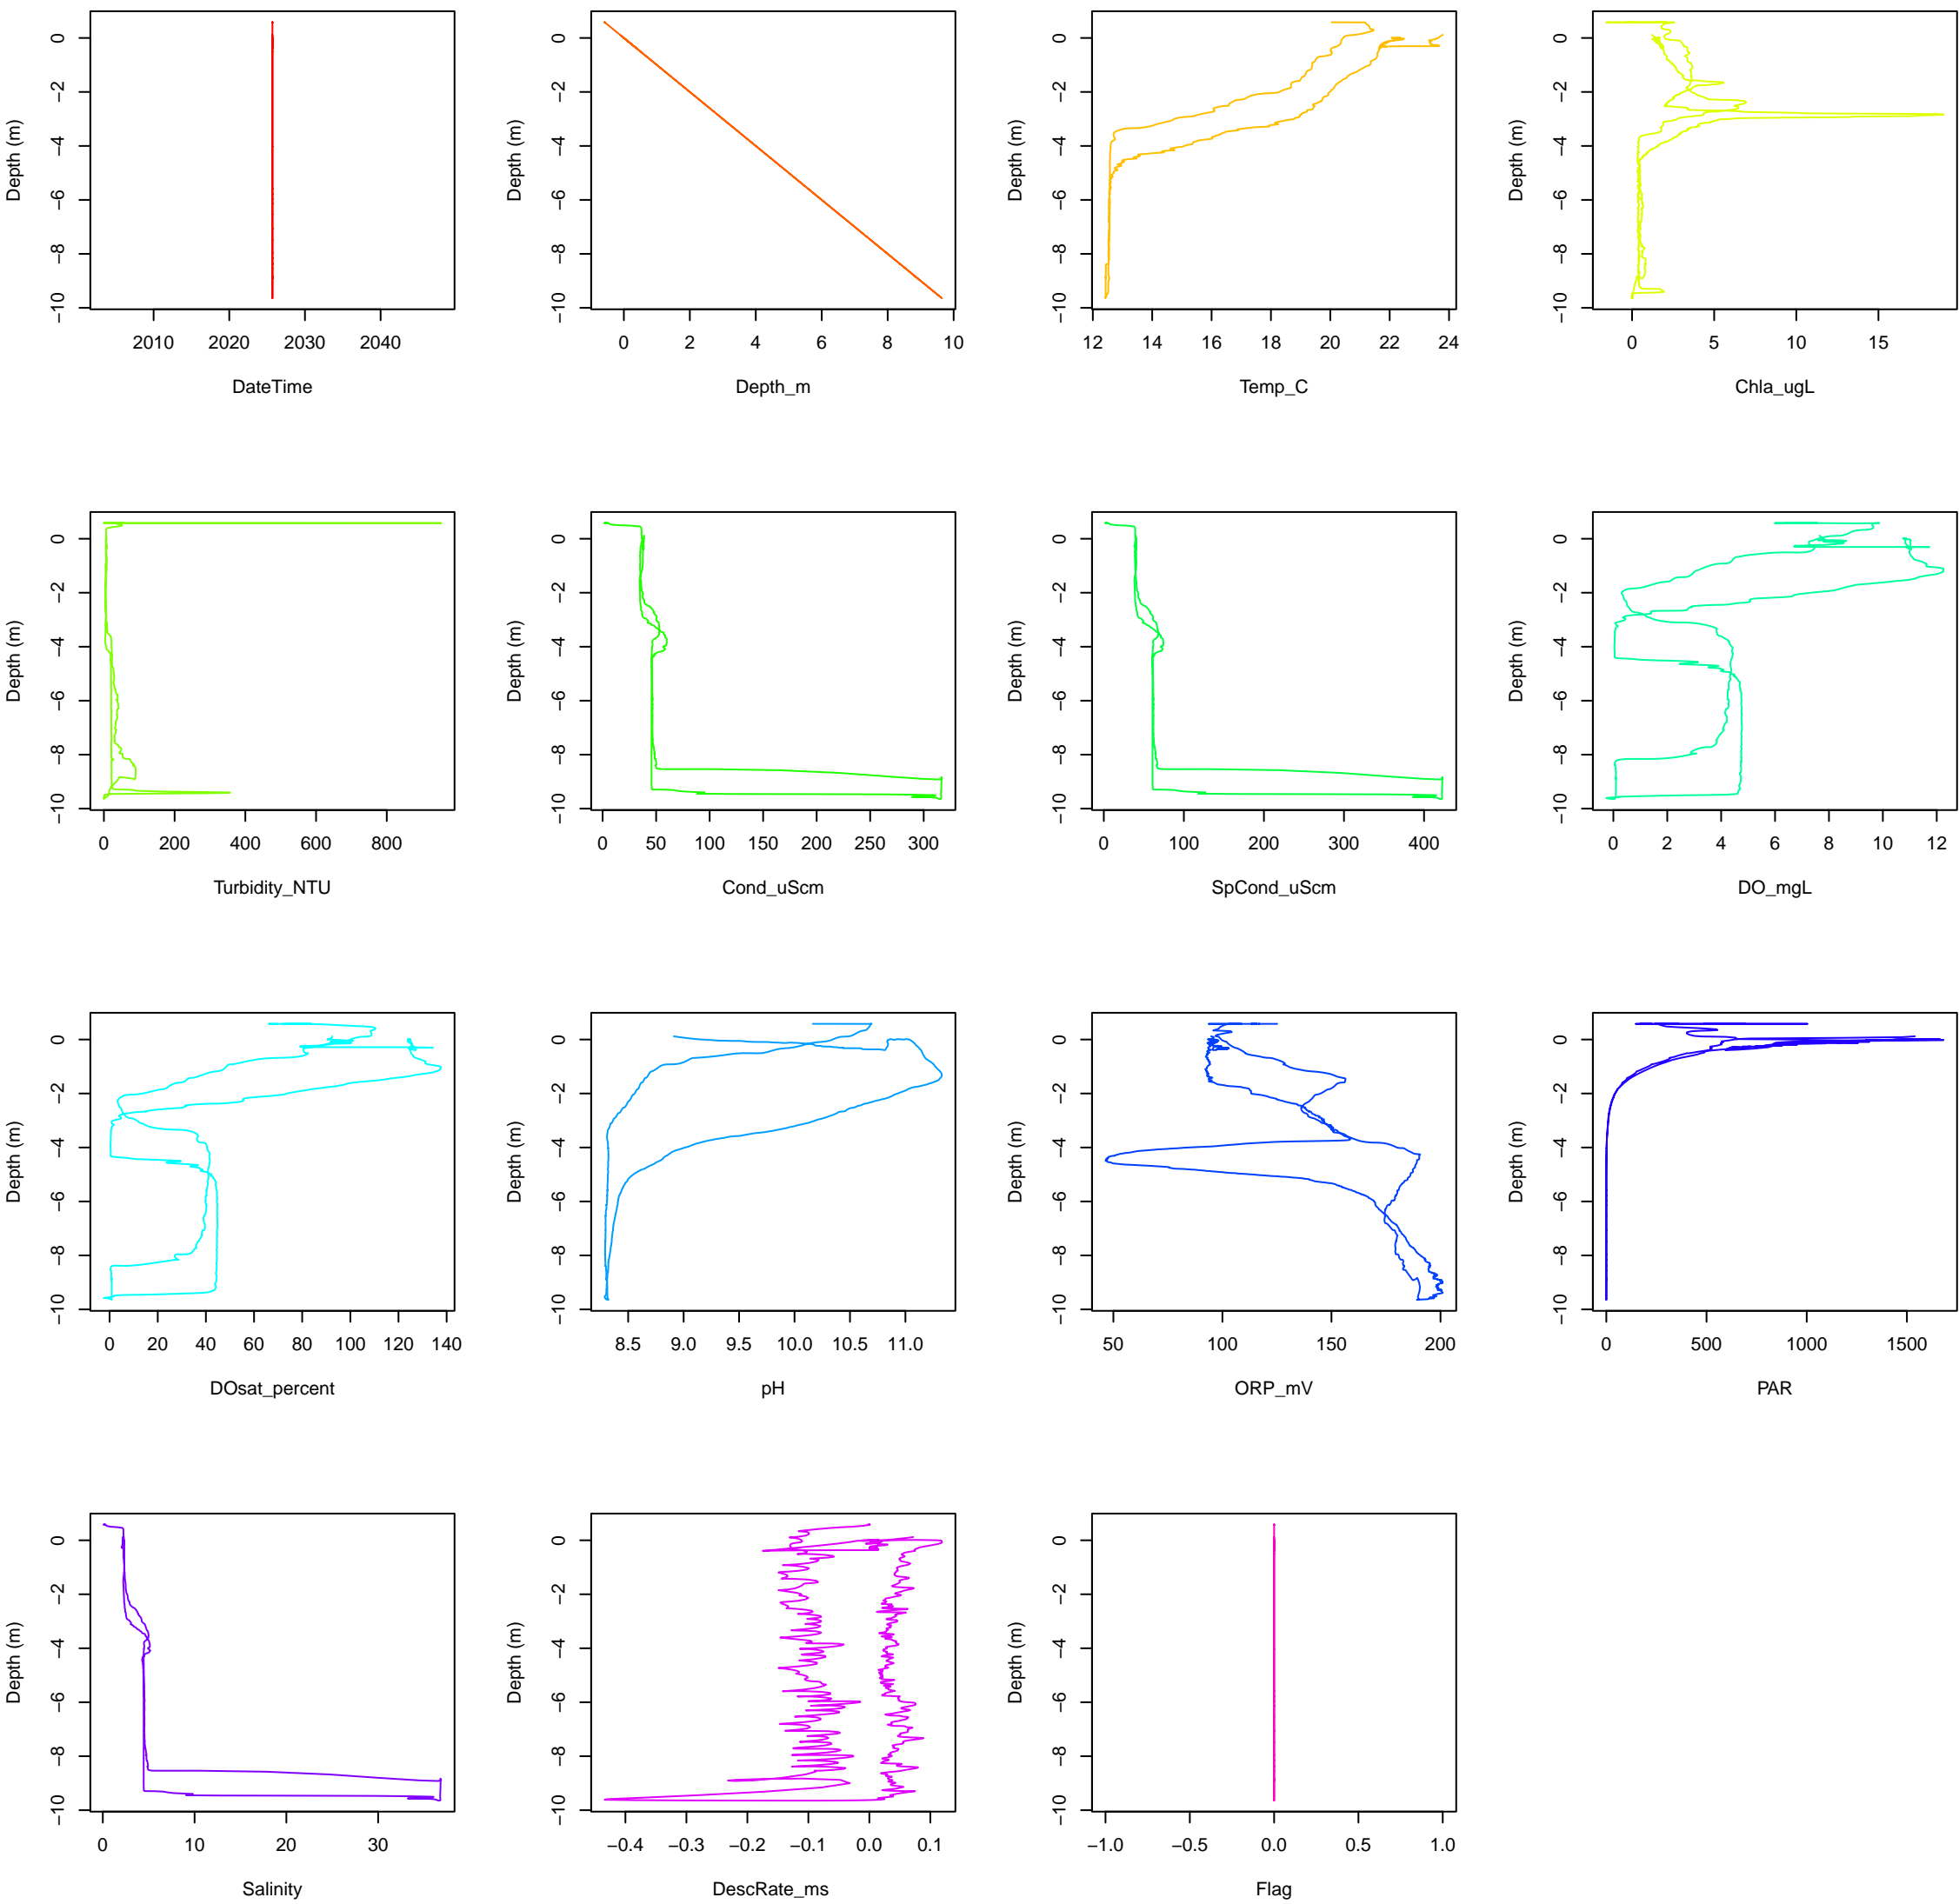 Depth (m)
0 −2 −4 −6 −8 −10
2010 2020 2030 2040
DateTime
Depth (m)
0 −2 −4 −6 −8 −10
0 2 4 6 8 10
Depth_m
Depth (m)
0 −2 −4 −6 −8 −10
12 14 16 18 20 22 24
Temp_C
Depth (m)
0 −2 −4 −6 −8 −10
0 5 10 15
Chla_ugL
Depth (m)
0 −2 −4 −6 −8 −10
0 200 400 600 800
Turbidity_NTU
Depth (m)
0 −2 −4 −6 −8 −10
0 50 100 150 200 250 300
Cond_uScm
Depth (m)
0 −2 −4 −6 −8 −10
0 100 200 300 400
SpCond_uScm
Depth (m)
0 −2 −4 −6 −8 −10
0 2 4 6 8 10 12
DO_mgL
Depth (m)
0 −2 −4 −6 −8 −10
0 20 40 60 80 100 120 140
DOsat_percent
Depth (m)
0 −2 −4 −6 −8 −10
8.5 9.0 9.5 10.0 10.5 11.0
pH
Depth (m)
0 −2 −4 −6 −8 −10
50 100 150 200
ORP_mV
Depth (m)
0 −2 −4 −6 −8 −10
0 500 1000 1500
PAR
Depth (m)
0 −2 −4 −6 −8 −10
0 10 20 30
Salinity
Depth (m)
0 −2 −4 −6 −8 −10
−0.4 −0.3 −0.2 −0.1 0.0 0.1
DescRate_ms
Depth (m)
0 −2 −4 −6 −8 −10
−1.0 −0.5 0.0 0.5 1.0
Flag